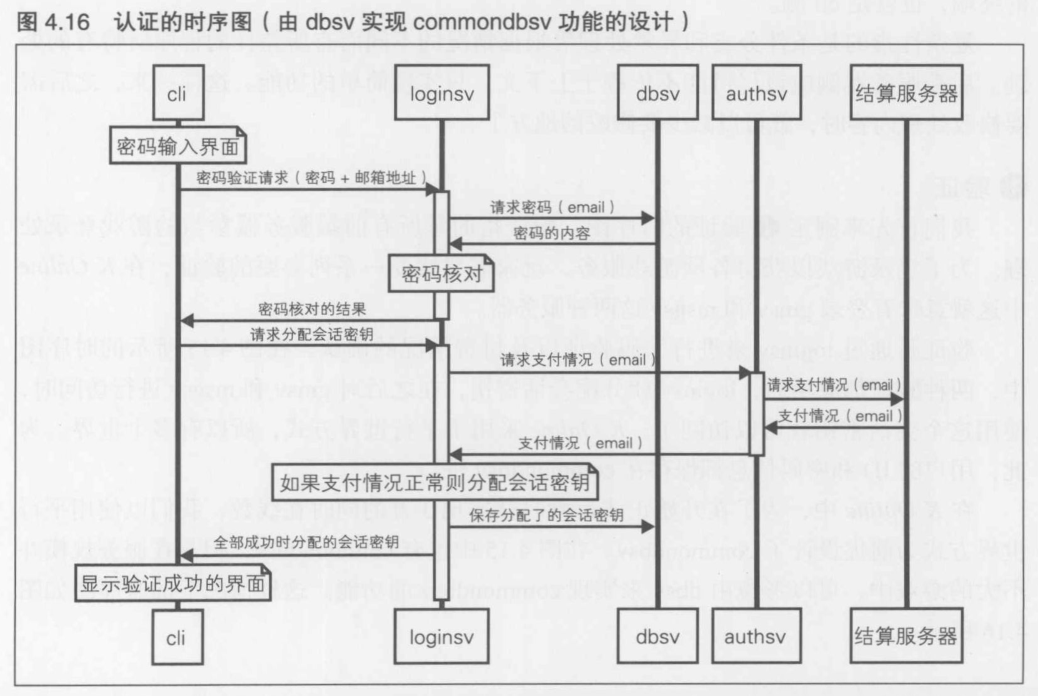 图 4.16 认证的时序图（由 dbsv 实现 commondbsv 功能的设计）
cli loginsv dbsv authsv 结算服务器
密码输入界面
密码验证请求（密码 + 邮箱地址）
请求密码（email）
密码的内容
密码核对
密码核对的结果
请求分配会话密钥
请求支付情况（email）
请求支付情况（email）
支付情况（email）
支付情况（email）
如果支付情况正常则分配会话密钥
保存分配了的会话密钥
全部成功时分配的会话密钥
显示验证成功的界面
cli loginsv dbsv authsv 结算服务器